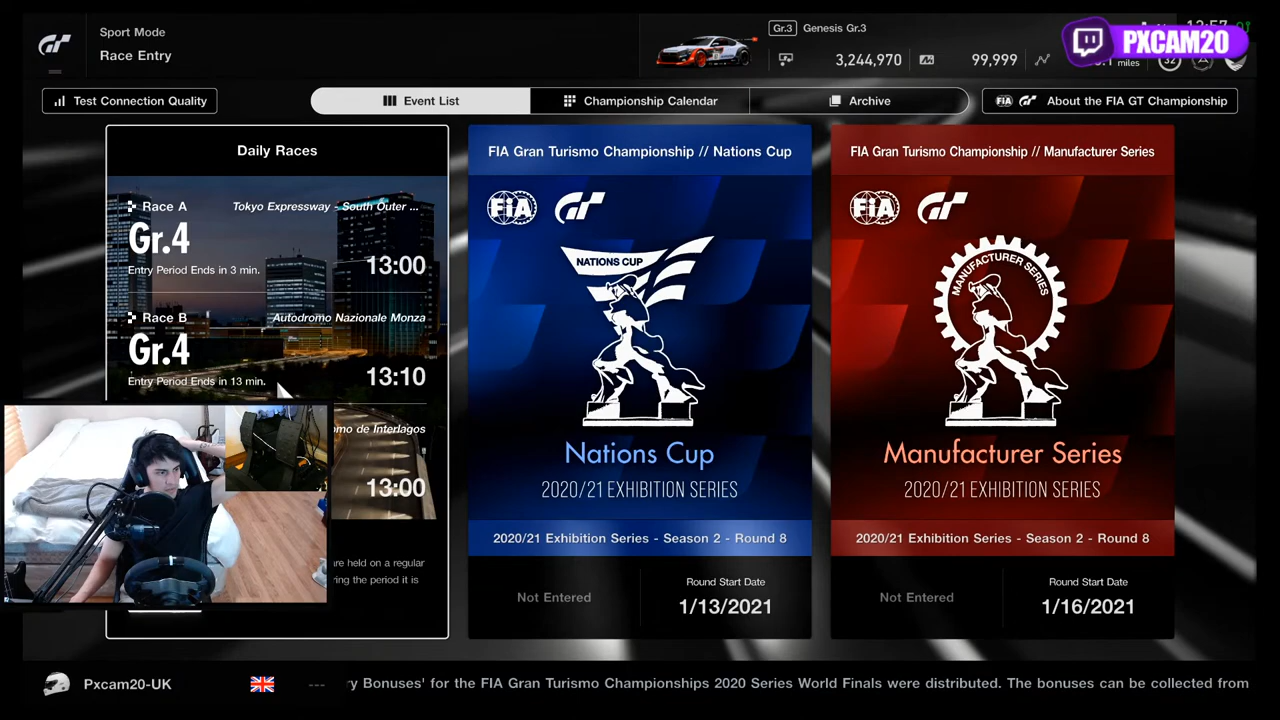 Sport Mode
Race Entry
Gr.3 Genesis Gr.3
3,244,970
99,999
miles
PXCAM20
Test Connection Quality
Event List
Championship Calendar
Archive
FIA GT About the FIA GT Championship
Daily Races
Race A Tokyo Expressway - South Outer ...
Gr.4
Entry Period Ends in 3 min.
13:00
Race B Autodromo Nazionale Monza
Gr.4
Entry Period Ends in 13 min.
13:10
mo de Interlagos
13:00
are held on a regular
ring the period it is
FIA Gran Turismo Championship // Nations Cup
FIA GT
NATIONS CUP
Nations Cup
2020/21 EXHIBITION SERIES
2020/21 Exhibition Series - Season 2 - Round 8
Not Entered
Round Start Date
1/13/2021
FIA Gran Turismo Championship // Manufacturer Series
FIA GT
MANUFACTURER SERIES
Manufacturer Series
2020/21 EXHIBITION SERIES
2020/21 Exhibition Series - Season 2 - Round 8
Not Entered
Round Start Date
1/16/2021
Pxcam20-UK
--- ry Bonuses' for the FIA Gran Turismo Championships 2020 Series World Finals were distributed. The bonuses can be collected from